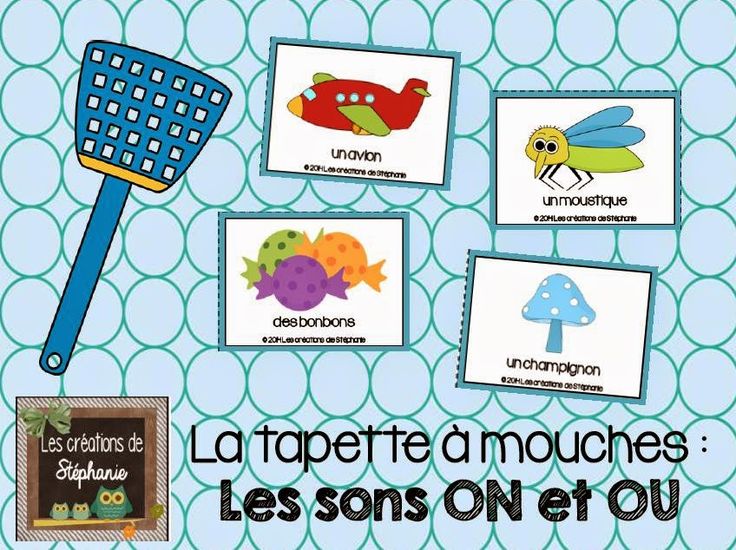 un avion
© 2014 Les créations de Stéphanie
un moustique
© 2014 Les créations de Stéphanie
des bonbons
© 2014 Les créations de Stéphanie
un champignon
© 2014 Les créations de Stéphanie
Les créations de
Stéphanie
La tapette à mouches :
Les sons ON et OU